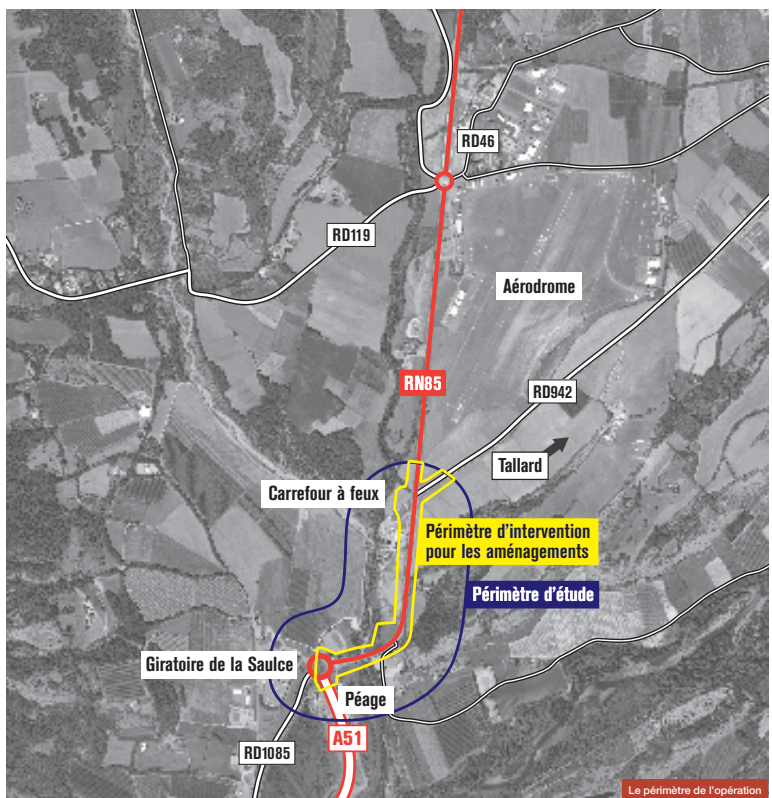 RD46
RD119
Aérodrome
RN85
RD942
Tallard
Carrefour à feux
Périmètre d'intervention
pour les aménagements
Périmètre d'étude
Giratoire de la Saulce
Péage
A51
RD1085
Le périmètre de l'opération